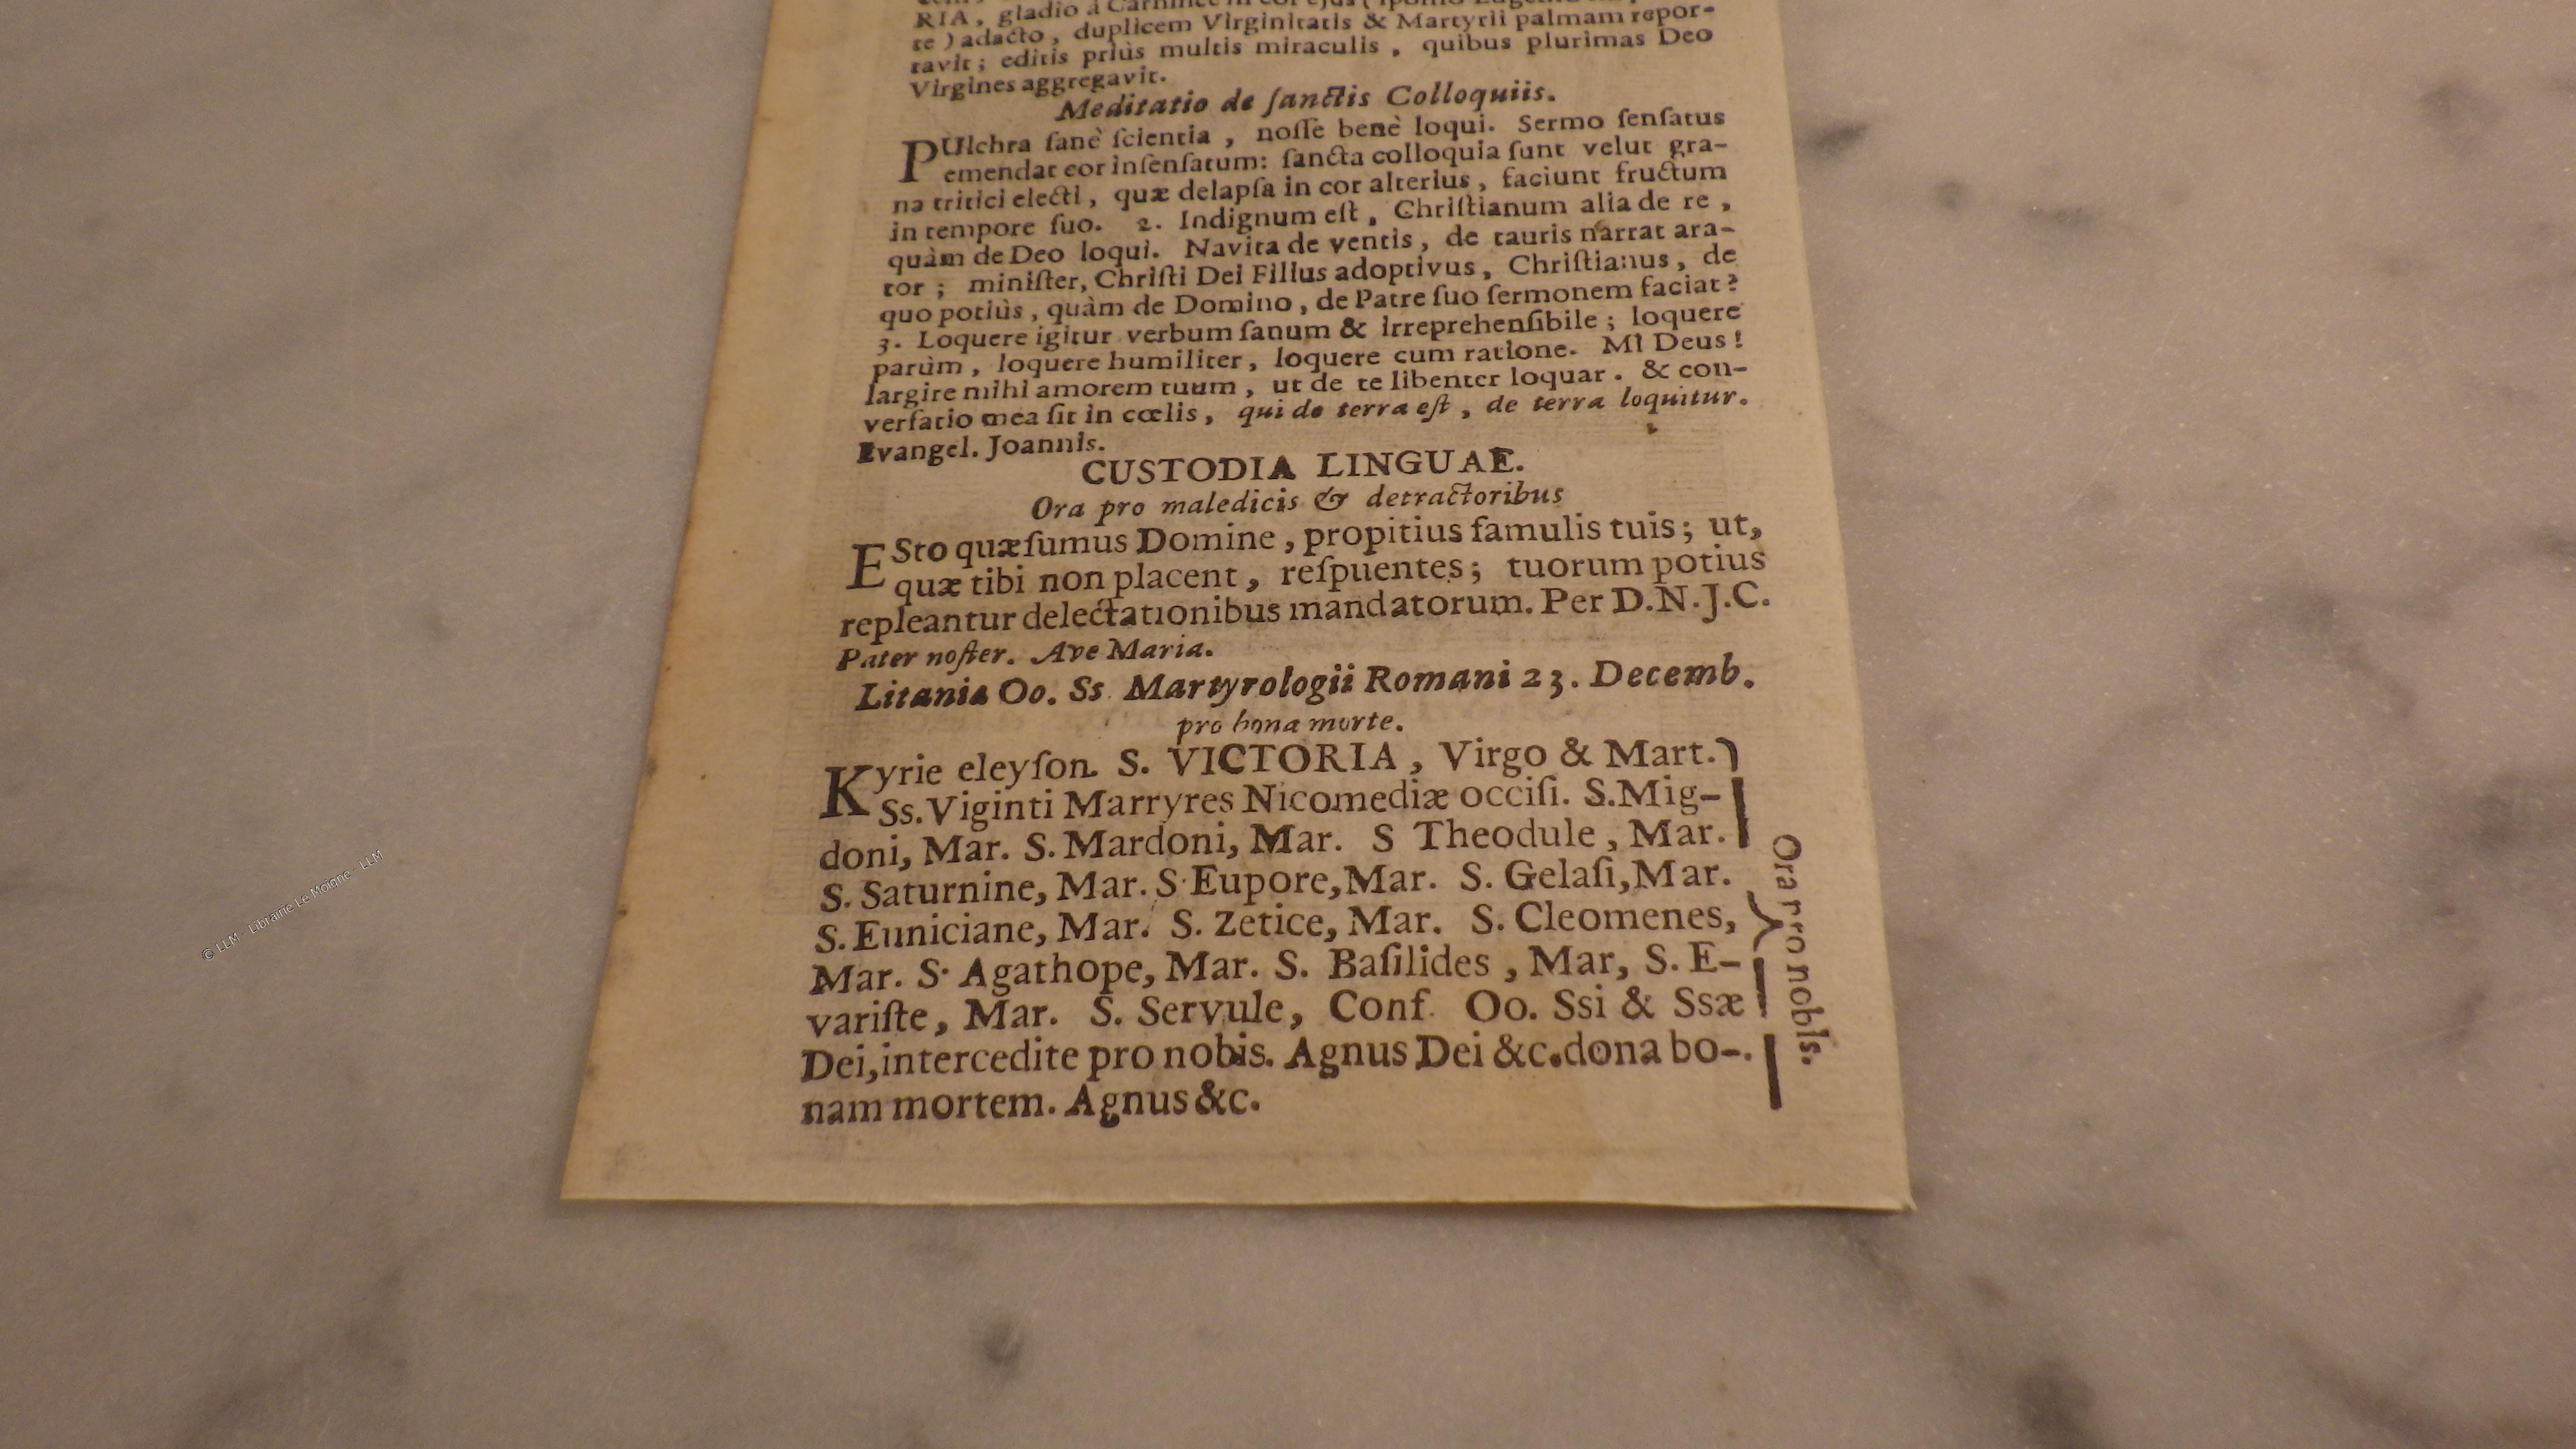 RIA, gladio à
te) adacto, duplicem Virginitatis & Martyrii palmam repor-
tavit; editis priùs multis miraculis, quibus plurimas Deo
Virgines aggregavit.
Meditatio de ſanctis Colloquiis.
PUlchra ſanè ſcientia, noſſe benè loqui. Sermo ſenſatus
emendat cor inſenſatum: ſancta colloquia ſunt velut gra-
na tritici electi, quæ delapſa in cor alterius, faciunt fructum
in tempore ſuo. 2. Indignum eſt, Chriſtianum alia de re,
quàm de Deo loqui. Navita de ventis, de tauris narrat ara-
tor; miniſter, Chriſti Dei Filius adoptivus, Chriſtianus, de
quo potiùs, quàm de Domino, de Patre ſuo ſermonem faciat?
3. Loquere igitur verbum ſanum & irreprehenſibile; loquere
parùm, loquere humiliter, loquere cum ratione. Mi Deus!
largire mihi amorem tuum, ut de te libenter loquar. & con-
verſatio mea ſit in cœlis, qui de terra eſt, de terra loquitur.
Evangel. Joannis.
CUSTODIA LINGUAE.
Ora pro maledicis & detractoribus
ESto quæſumus Domine, propitius famulis tuis; ut,
quæ tibi non placent, reſpuentes; tuorum potius
repleantur delectationibus mandatorum. Per D.N.J.C.
Pater noſter. Ave Maria.
Litania Oo. Ss. Martyrologii Romani 23. Decemb.
pro bona morte.
Kyrie eleyſon. S. VICTORIA, Virgo & Mart.
Ss. Viginti Marryres Nicomediæ occiſi. S. Mig-
doni, Mar. S. Mardoni, Mar. S Theodule, Mar.
S. Saturnine, Mar. S. Eupore, Mar. S. Gelaſi, Mar.
S. Euniciane, Mar. S. Zetice, Mar. S. Cleomenes,
Mar. S. Agathope, Mar. S. Baſilides, Mar, S. E-
variſte, Mar. S. Servule, Conf. Oo. Ssi & Ssæ
Dei, intercedite pro nobis. Agnus Dei &c. dona bo-.
nam mortem. Agnus &c.
Ora rro nobis.
© LLM - Librairie Le Moigne - LLM